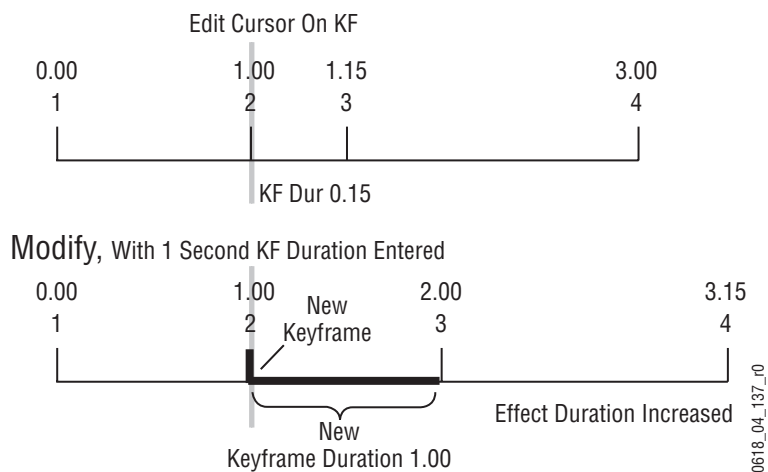 Edit Cursor On KF
0.00 1.00 1.15 3.00
1 2 3 4
KF Dur 0.15
Modify, With 1 Second KF Duration Entered
0.00 1.00 2.00 3.15
1 2 3 4
New
Keyframe
Effect Duration Increased
New
Keyframe Duration 1.00
0618_04_137_r0